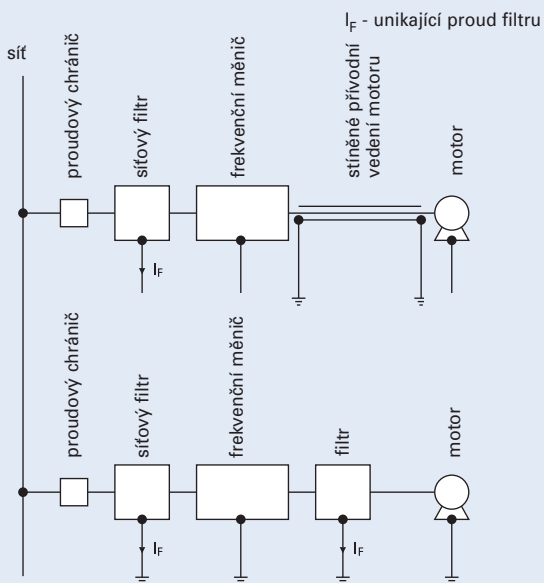 I_F - unikající proud filtru
síť
proudový chránič
síťový filtr
frekvenční měnič
stíněné přívodní
vedení motoru
motor
I_F
proudový chránič
síťový filtr
frekvenční měnič
filtr
motor
I_F
I_F